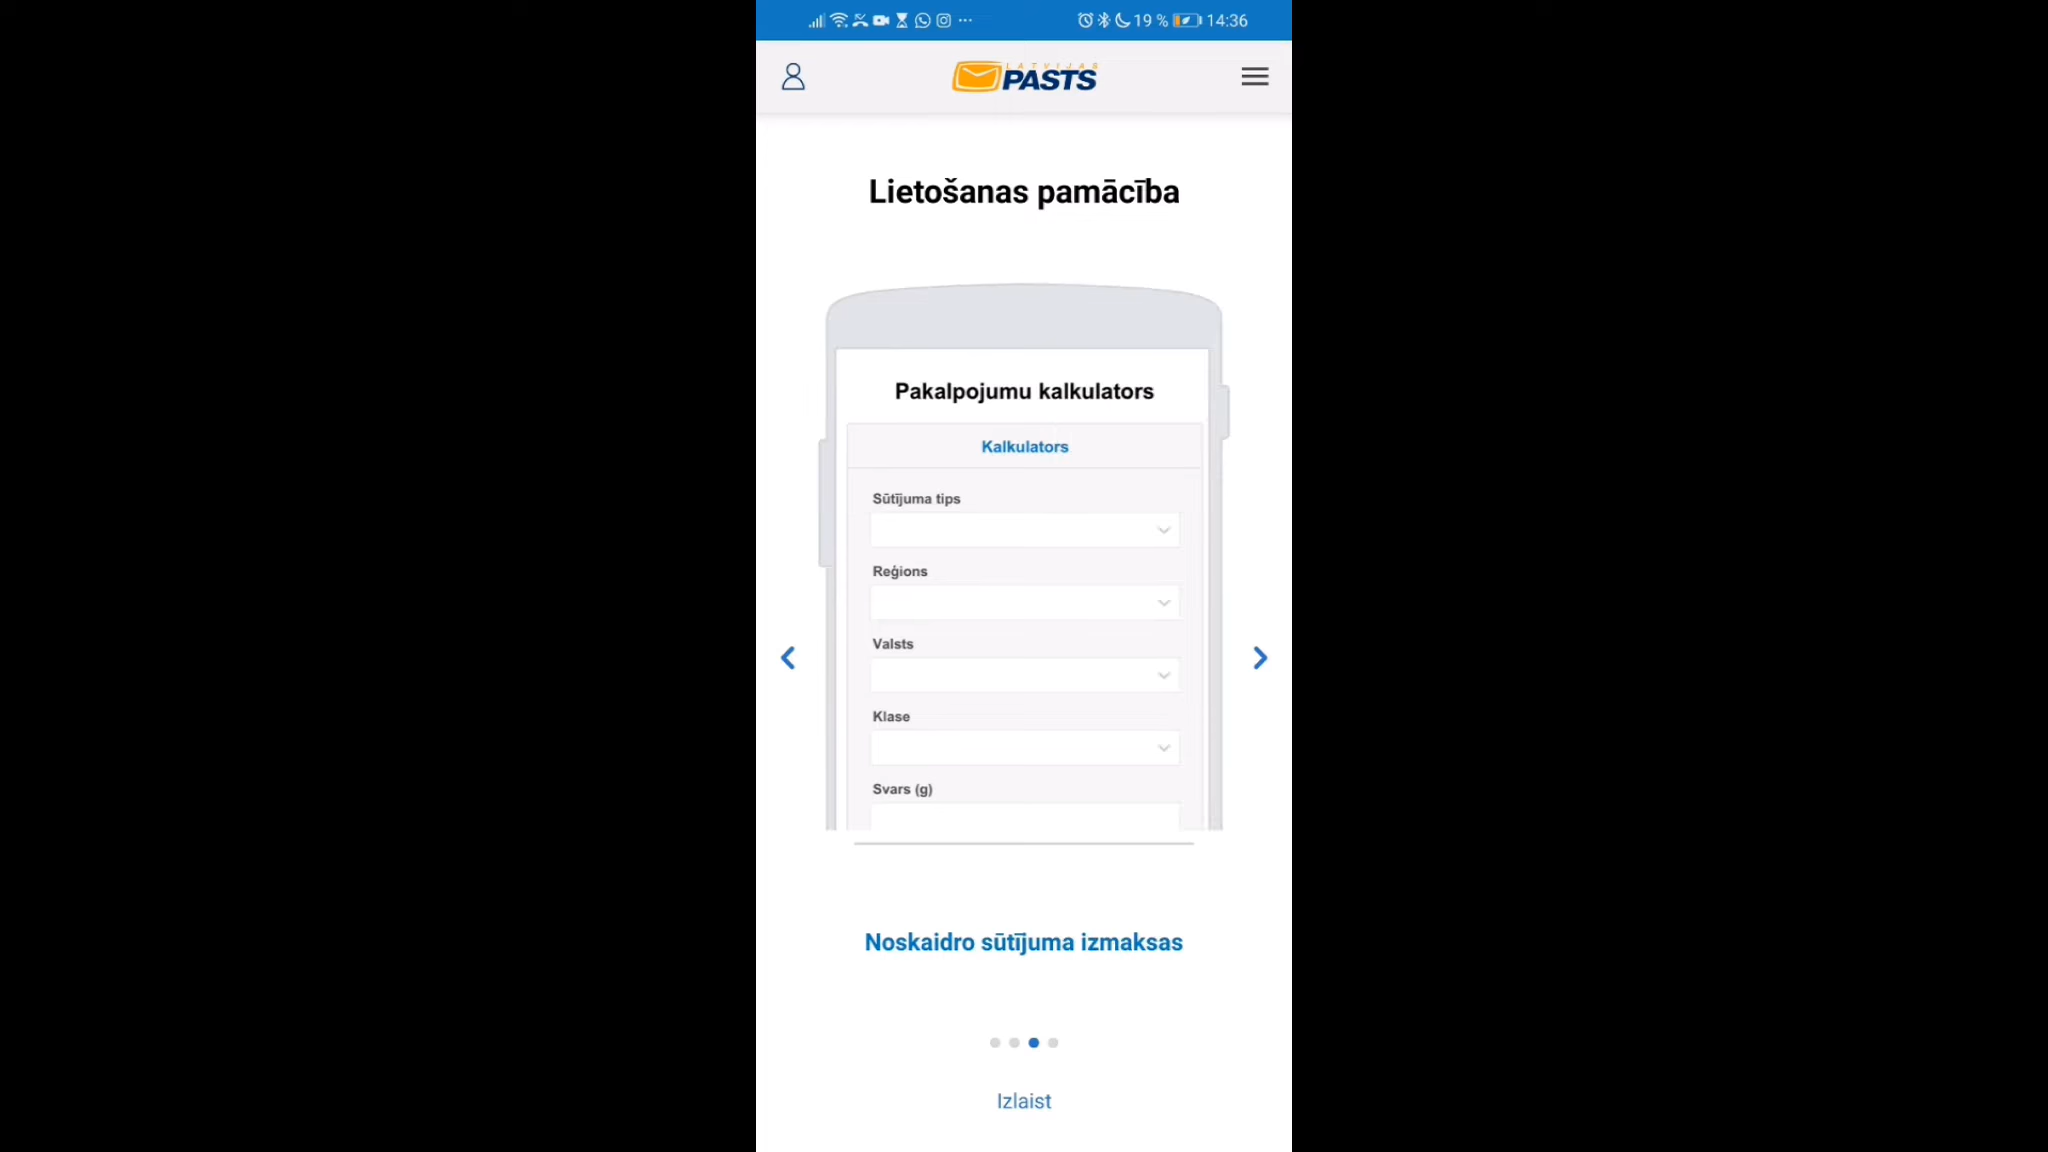 19 % 14:36
LATVIJAS
PASTS
Lietošanas pamācība
Pakalpojumu kalkulators
Kalkulators
Sūtījuma tips
Reģions
Valsts
Klase
Svars (g)
Noskaidro sūtījuma izmaksas
Izlaist